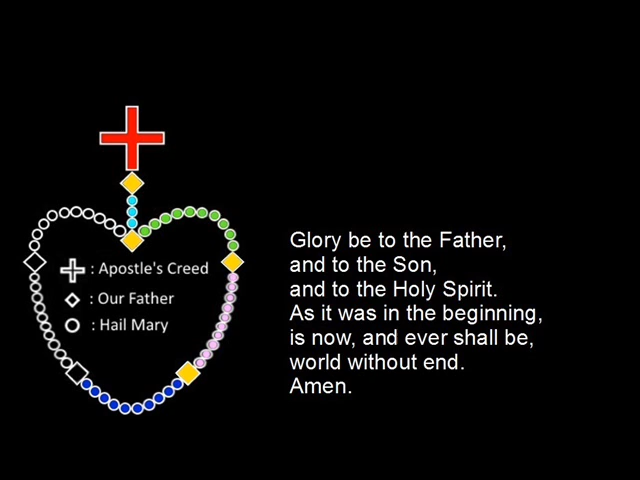 : Apostle's Creed
: Our Father
: Hail Mary
Glory be to the Father,
and to the Son,
and to the Holy Spirit.
As it was in the beginning,
is now, and ever shall be,
world without end.
Amen.